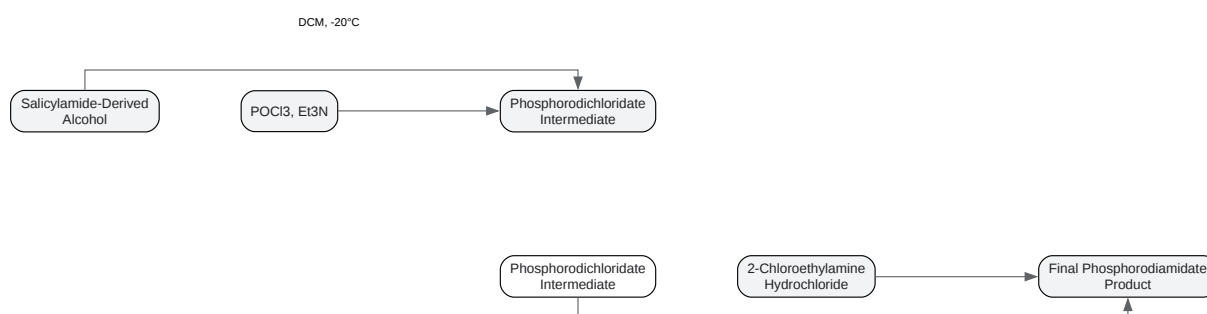 DCM, -20°C
Salicylamide-Derived
Alcohol
POCl3, Et3N
Phosphorodichloridate
Intermediate
Phosphorodichloridate
Intermediate
2-Chloroethylamine
Hydrochloride
Final Phosphorodiamidate
Product